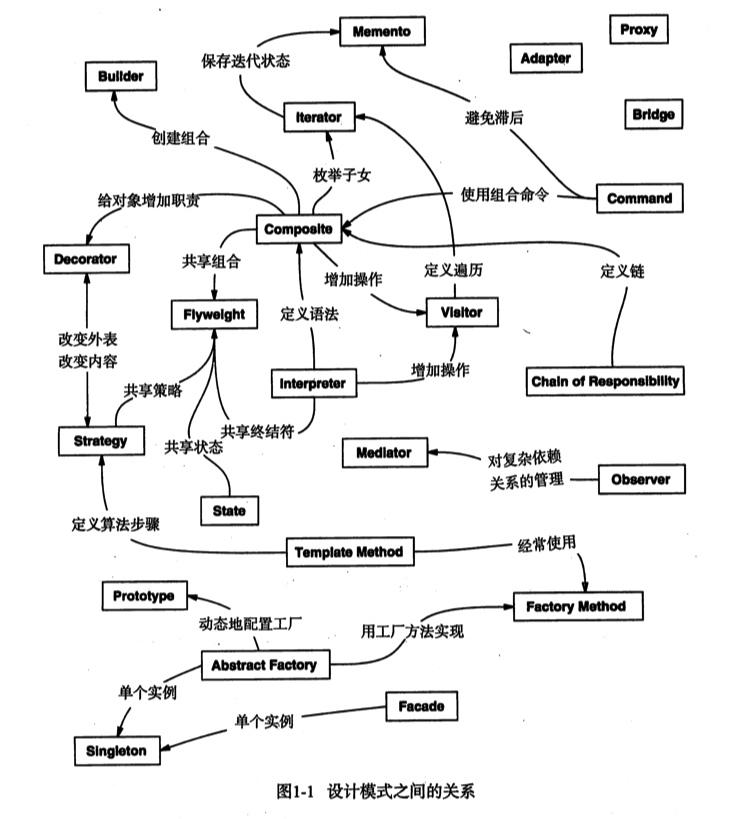 Memento
Proxy
Adapter
保存迭代状态
Builder
Iterator
避免滞后
Bridge
创建组合
枚举子女
给对象增加职责
使用组合命令
Command
Composite
Decorator
共享组合
增加操作
定义遍历
定义链
Flyweight
定义语法
Visitor
改变外表
改变内容
共享策略
Interpreter
增加操作
Chain of Responsibility
Strategy
共享状态
共享终结符
Mediator
对复杂依赖
关系的管理
Observer
State
定义算法步骤
Template Method
经常使用
Prototype
动态地配置工厂
用工厂方法实现
Factory Method
Abstract Factory
单个实例
单个实例
Facade
Singleton
图1-1 设计模式之间的关系